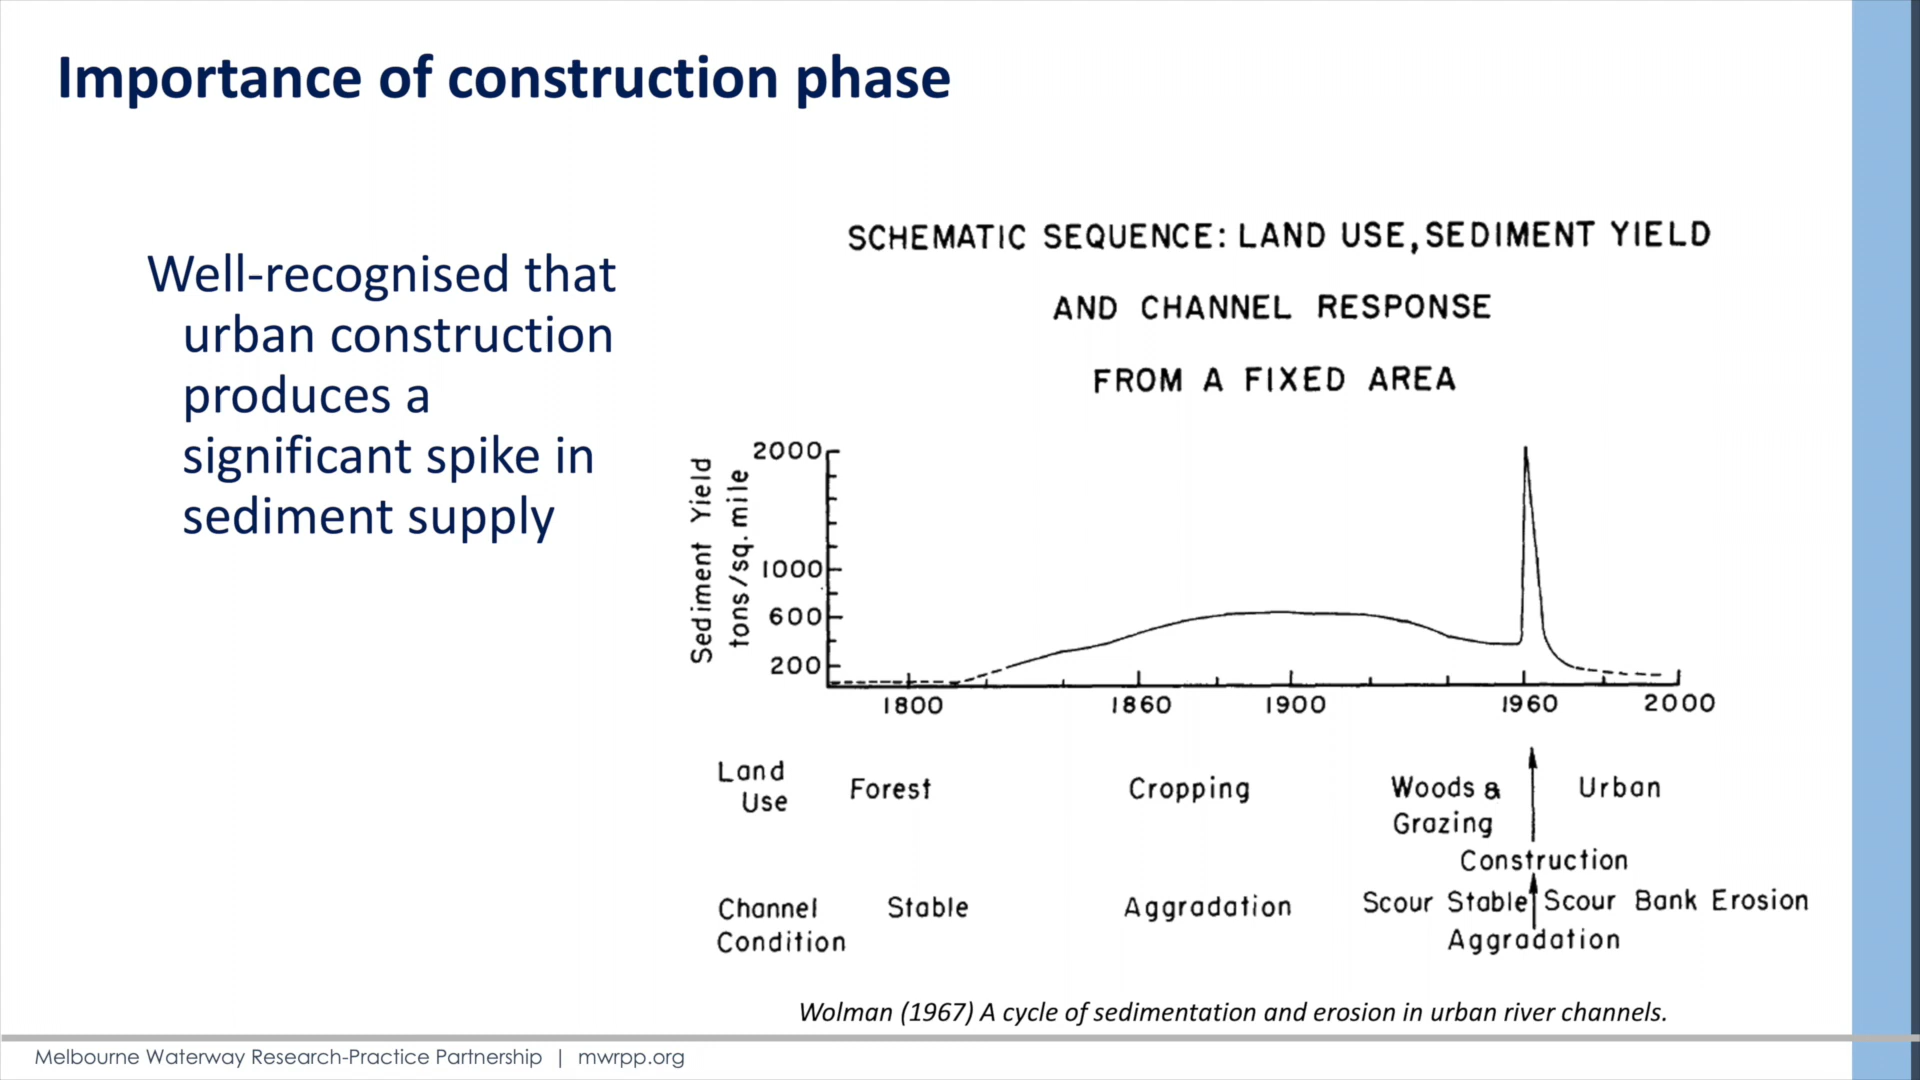 Importance of construction phase
Well-recognised that
urban construction
produces a
significant spike in
sediment supply
SCHEMATIC SEQUENCE: LAND USE, SEDIMENT YIELD
AND CHANNEL RESPONSE
FROM A FIXED AREA
Sediment Yield
tons/sq. mile
2000
1000
600
200
1800 1860 1900 1960 2000
Land
Use
Forest
Cropping
Woods &
Grazing
Urban
Construction
Channel
Condition
Stable
Aggradation
Scour Stable Scour Bank Erosion
Aggradation
Wolman (1967) A cycle of sedimentation and erosion in urban river channels.
Melbourne Waterway Research-Practice Partnership | mwrpp.org